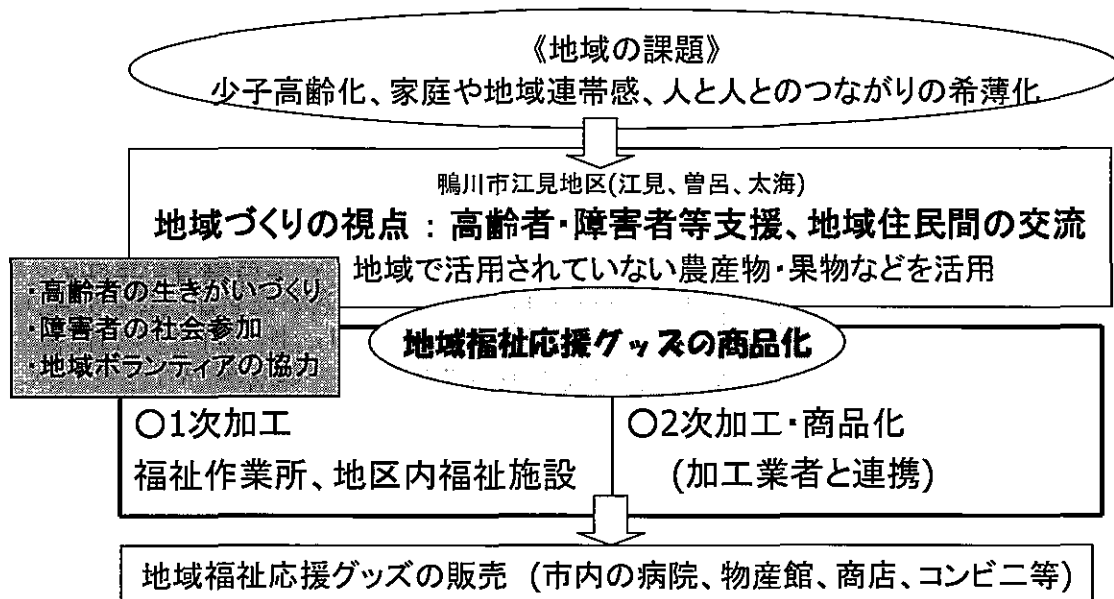 《地域の課題》
少子高齢化、家庭や地域連帯感、人と人とのつながりの希薄化
鴨川市江見地区(江見、曽呂、太海)
地域づくりの視点：高齢者・障害者等支援、地域住民間の交流
地域で活用されていない農産物・果物などを活用
・高齢者の生きがいづくり
・障害者の社会参加
・地域ボランティアの協力
地域福祉応援グッズの商品化
○1次加工
福祉作業所、地区内福祉施設
○2次加工・商品化
(加工業者と連携)
地域福祉応援グッズの販売 (市内の病院、物産館、商店、コンビニ等)